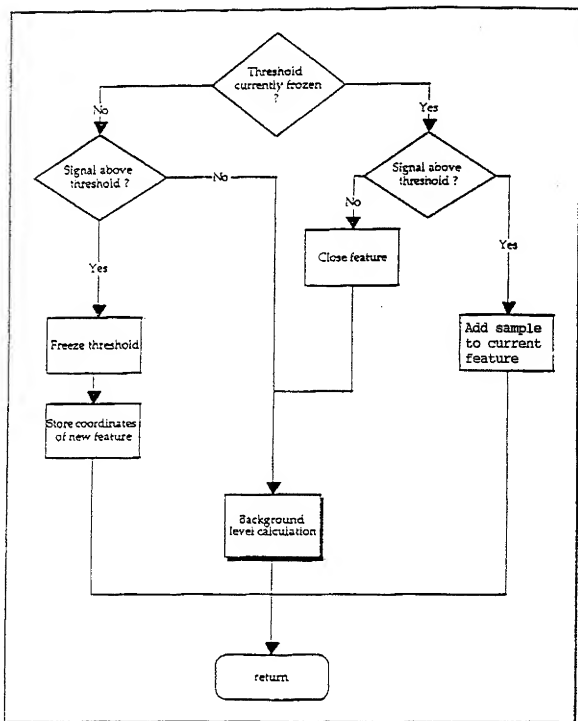 Threshold
currently frozen
?
No
Yes
Signal above
threshold ?
No
Signal above
threshold ?
No
Yes
Close feature
Yes
Freeze threshold
Add sample
to current
feature
Store coordinates
of new feature
Background
level calculation
return